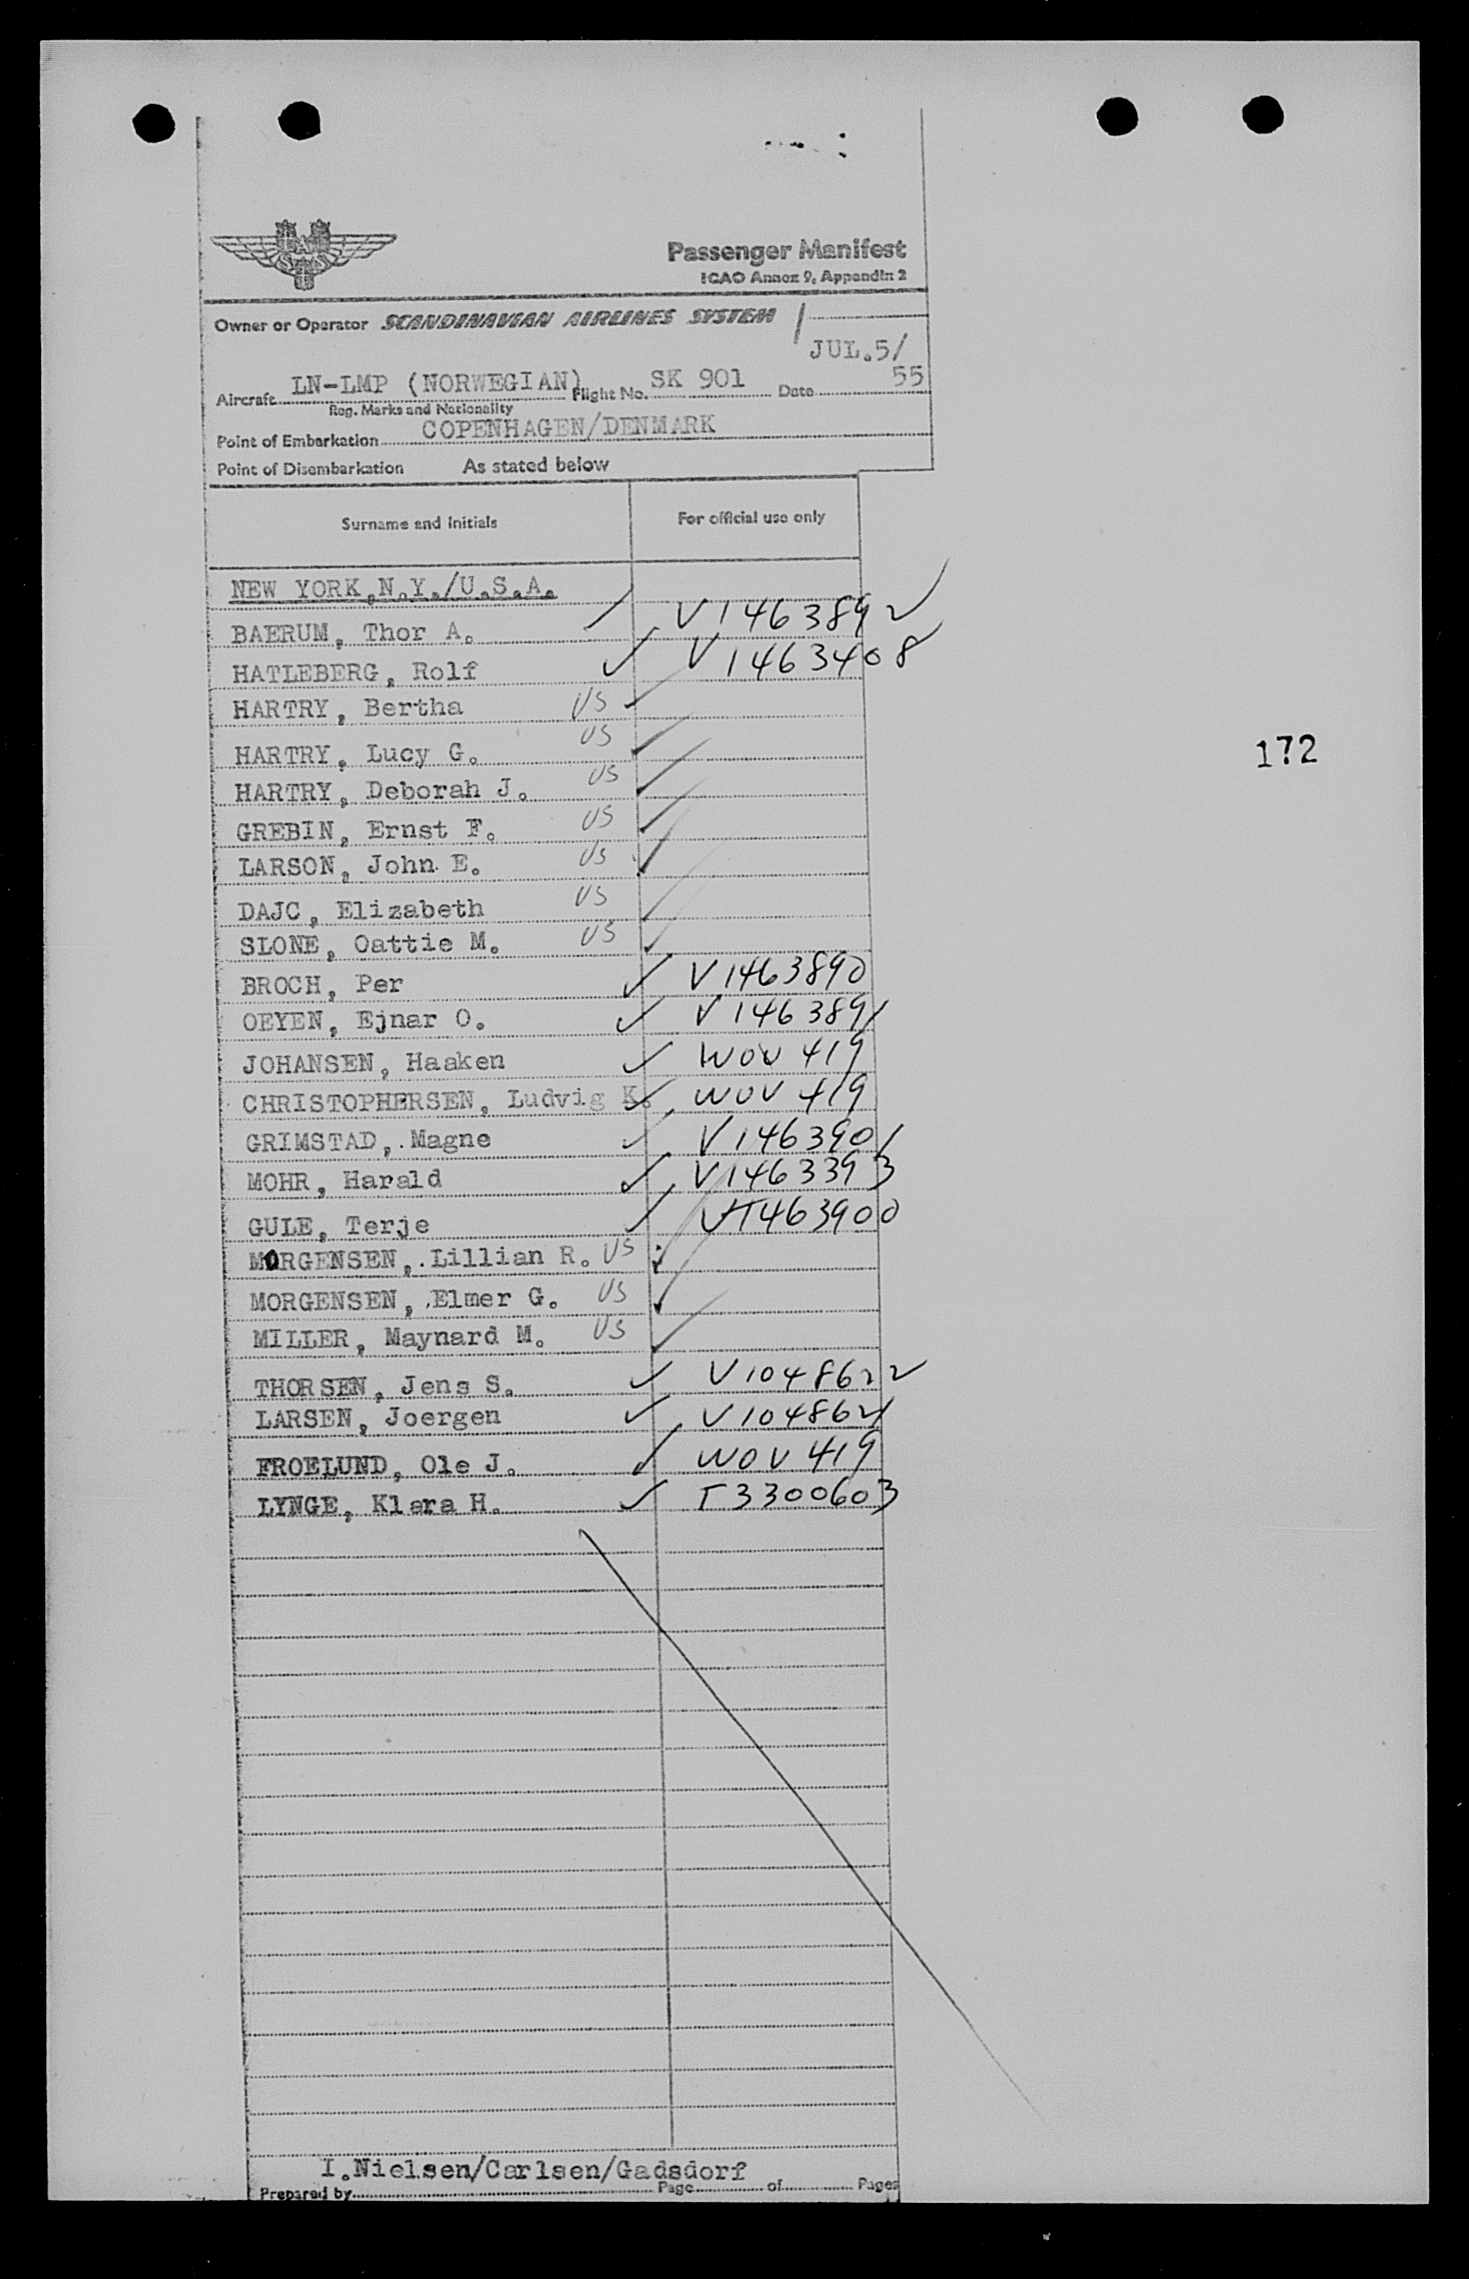 Passenger Manifest
ICAO Annex 9, Appendix 2
Owner or Operator SCANDINAVIAN AIRLINES SYSTEM
JUL.5/
55
Aircraft LN-LMP (NORWEGIAN) Flight No. SK 901 Date
Reg. Marks and Nationality
Point of Embarkation COPENHAGEN/DENMARK
Point of Disembarkation As stated below
Surname and Initials For official use only
NEW YORK,N.Y./U.S.A.
BAERUM, Thor A. V1463892
HATLEBERG, Rolf V1463408
HARTRY, Bertha US
HARTRY, Lucy G. US
172
HARTRY, Deborah J. US
GREBIN, Ernst F. US
LARSON, John E. US
DAJC, Elizabeth US
SLONE, Oattie M. US
BROCH, Per V1463890
OEYEN, Ejnar O. V1463891
JOHANSEN, Haaken WOV 419
CHRISTOPHERSEN, Ludvig K. WOV 419
GRIMSTAD, Magne V1463901
MOHR, Harald V1463393
GULE, Terje V1463900
MORGENSEN, Lillian R. US
MORGENSEN, Elmer G. US
MILLER, Maynard M. US
THORSEN, Jens S. V1048622
LARSEN, Joergen V1048621
FROELUND, Ole J. WOV 419
LYNGE, Klara H. T3300603
I.Nielsen/Carlsen/Gadsdorf
Prepared by Page of Pages